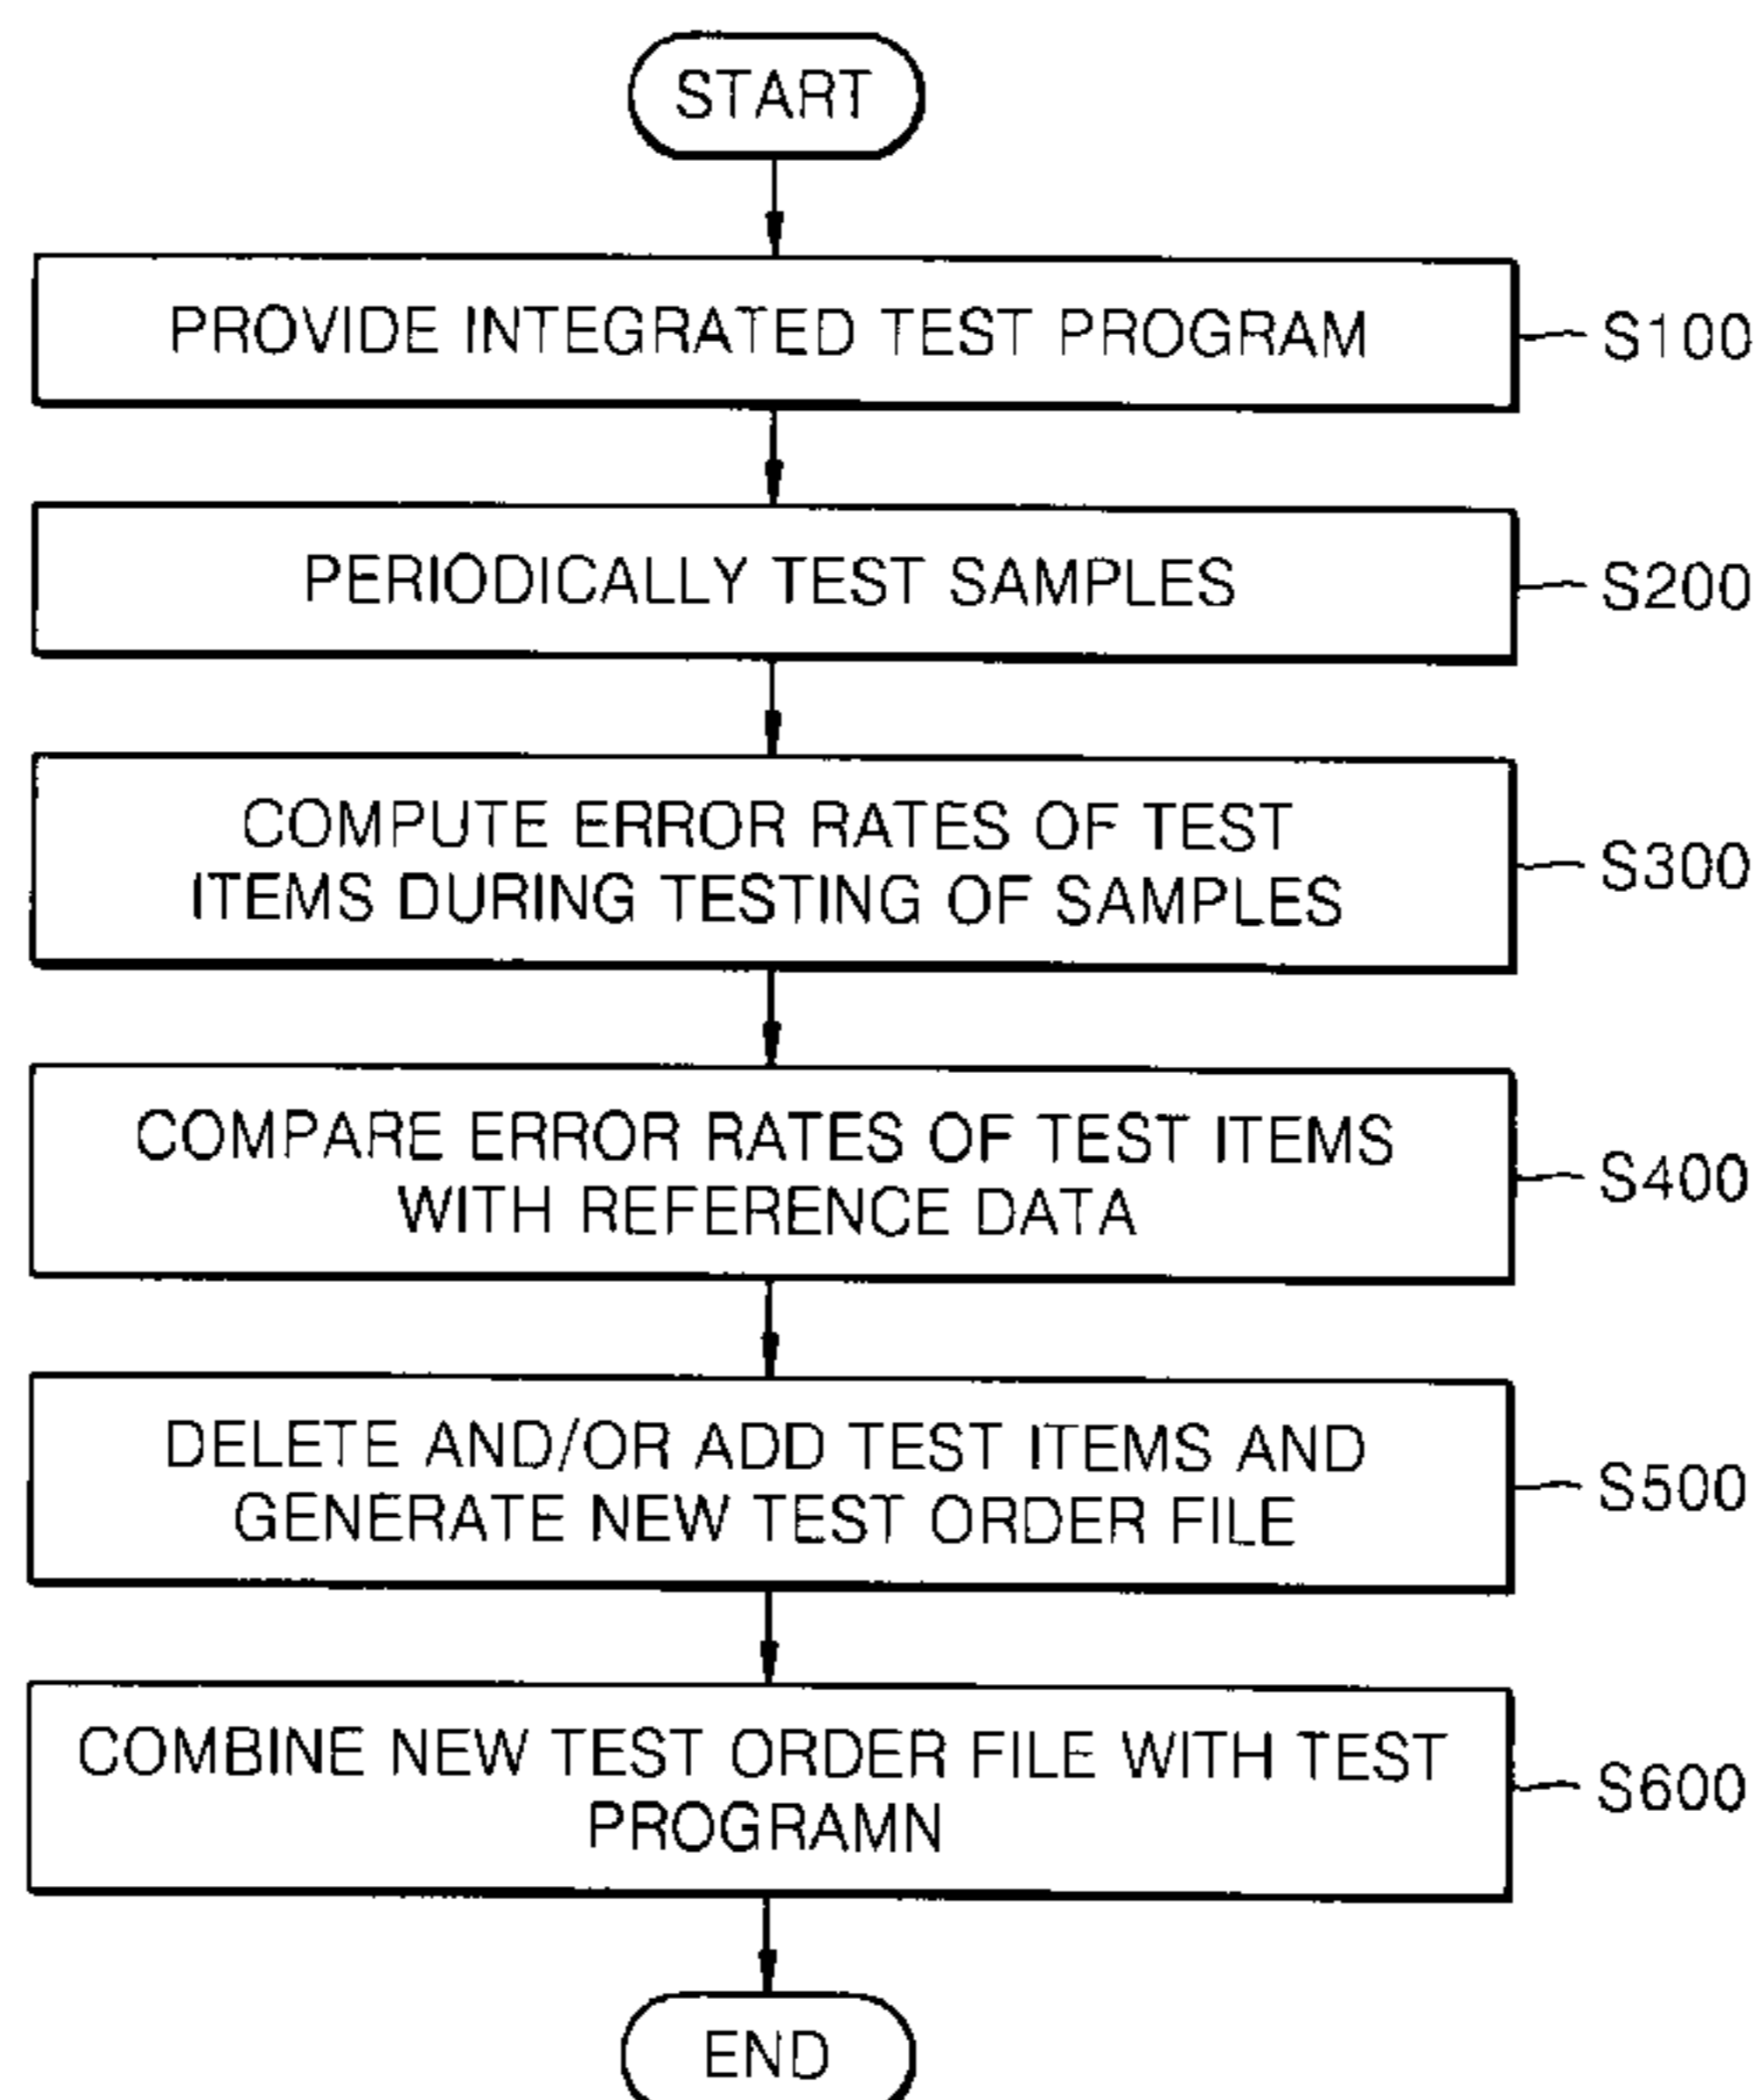 START
PROVIDE INTEGRATED TEST PROGRAM
S100
PERIODICALLY TEST SAMPLES
S200
COMPUTE ERROR RATES OF TEST
ITEMS DURING TESTING OF SAMPLES
S300
COMPARE ERROR RATES OF TEST ITEMS
WITH REFERENCE DATA
S400
DELETE AND/OR ADD TEST ITEMS AND
GENERATE NEW TEST ORDER FILE
S500
COMBINE NEW TEST ORDER FILE WITH TEST
PROGRAMN
S600
END